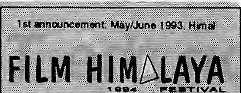 1st announcement: May/June 1993, Himal
FILM HIMALAYA
1994 FESTIVAL